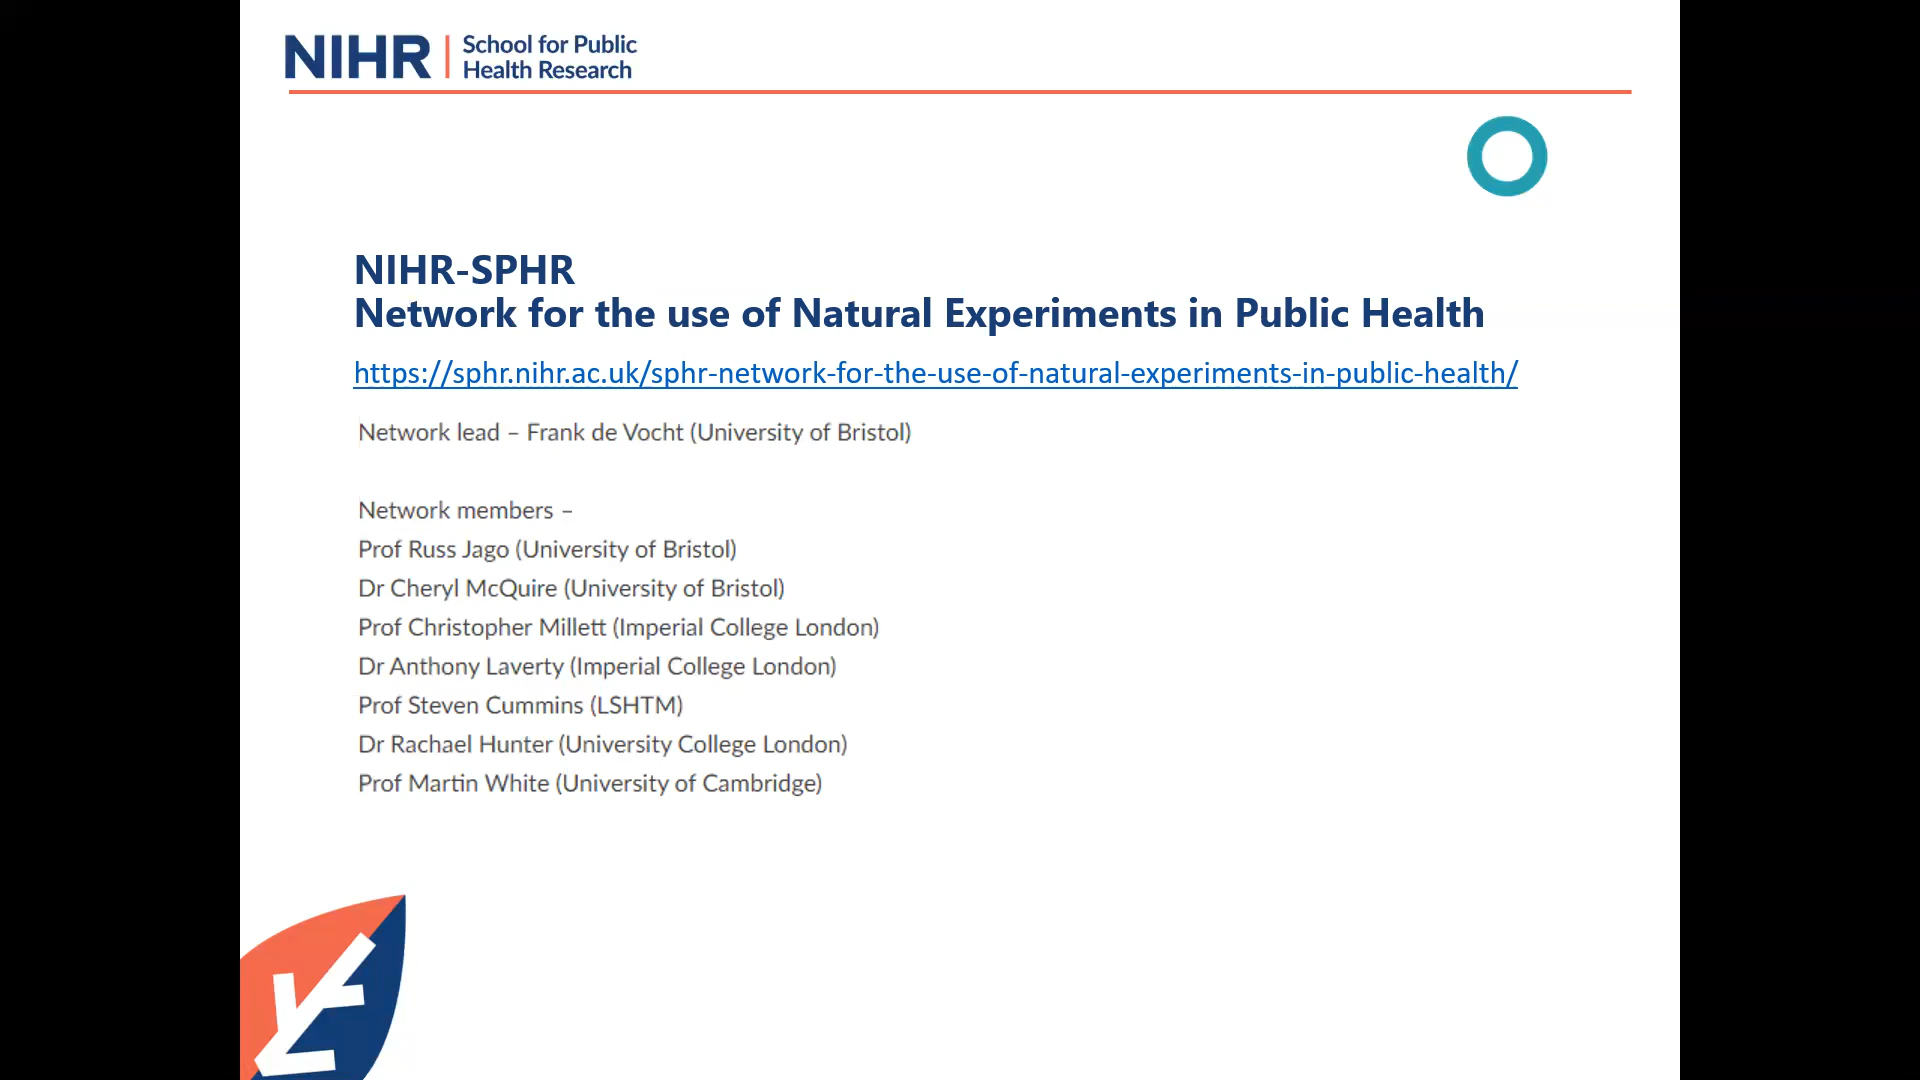 NIHR | School for Public
Health Research
NIHR-SPHR
Network for the use of Natural Experiments in Public Health
https://sphr.nihr.ac.uk/sphr-network-for-the-use-of-natural-experiments-in-public-health/
Network lead – Frank de Vocht (University of Bristol)
Network members –
Prof Russ Jago (University of Bristol)
Dr Cheryl McQuire (University of Bristol)
Prof Christopher Millett (Imperial College London)
Dr Anthony Laverty (Imperial College London)
Prof Steven Cummins (LSHTM)
Dr Rachael Hunter (University College London)
Prof Martin White (University of Cambridge)